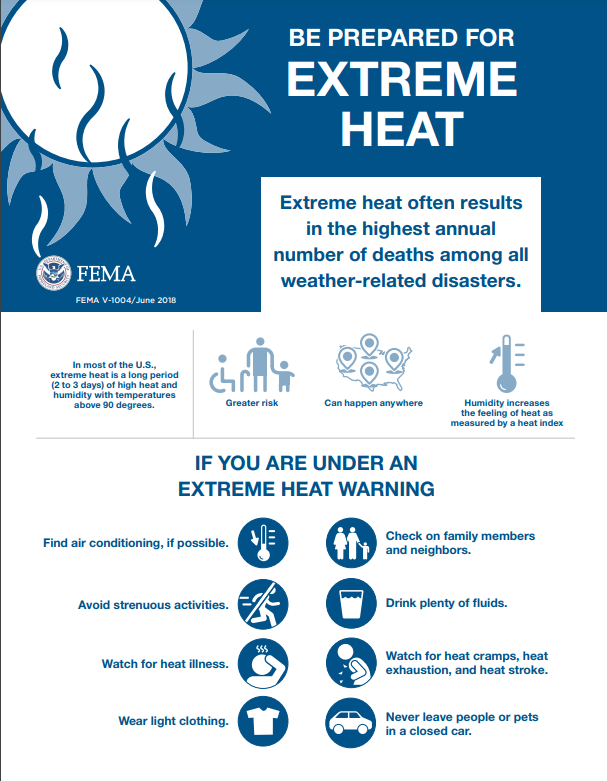 BE PREPARED FOR
EXTREME
HEAT
Extreme heat often results
in the highest annual
number of deaths among all
weather-related disasters.
FEMA
FEMA V-1004/June 2018
In most of the U.S.,
extreme heat is a long period
(2 to 3 days) of high heat and
humidity with temperatures
above 90 degrees.
Greater risk
Can happen anywhere
Humidity increases
the feeling of heat as
measured by a heat index
IF YOU ARE UNDER AN
EXTREME HEAT WARNING
Find air conditioning, if possible.
Check on family members
and neighbors.
Avoid strenuous activities.
Drink plenty of fluids.
Watch for heat illness.
Watch for heat cramps, heat
exhaustion, and heat stroke.
Wear light clothing.
Never leave people or pets
in a closed car.